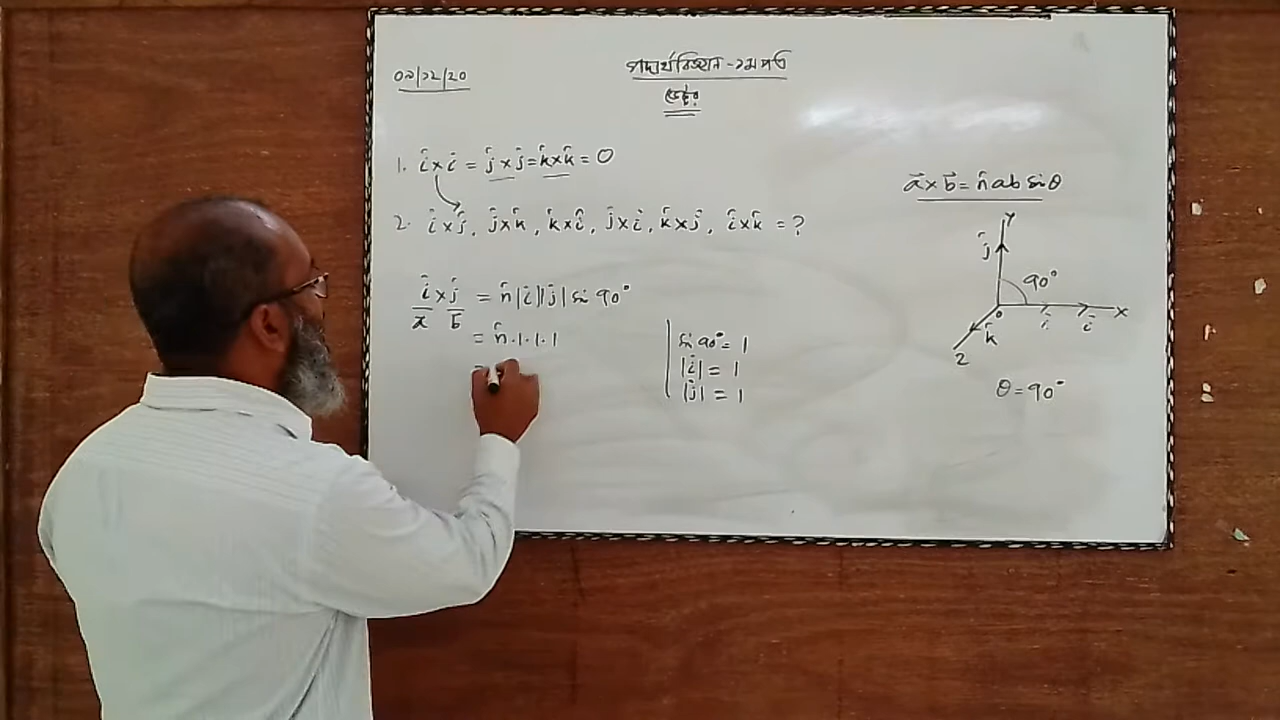 ০৯/১২/২০
পদার্থবিজ্ঞান-১ম পত্র
ভেক্টর
1. î×î = ĵ×ĵ = k̂×k̂ = 0
2. î×ĵ, ĵ×k̂, k̂×î, ĵ×î, k̂×ĵ, î×k̂ = ?
î×ĵ = n̂|î||ĵ| sin 90°
a⃗ b⃗
= n̂.1.1.1
=
sin 90° = 1
|î| = 1
|ĵ| = 1
a⃗×b⃗ = n̂ab sinθ
Y
ĵ
90°
O
î
î
X
k̂
Z
θ = 90°